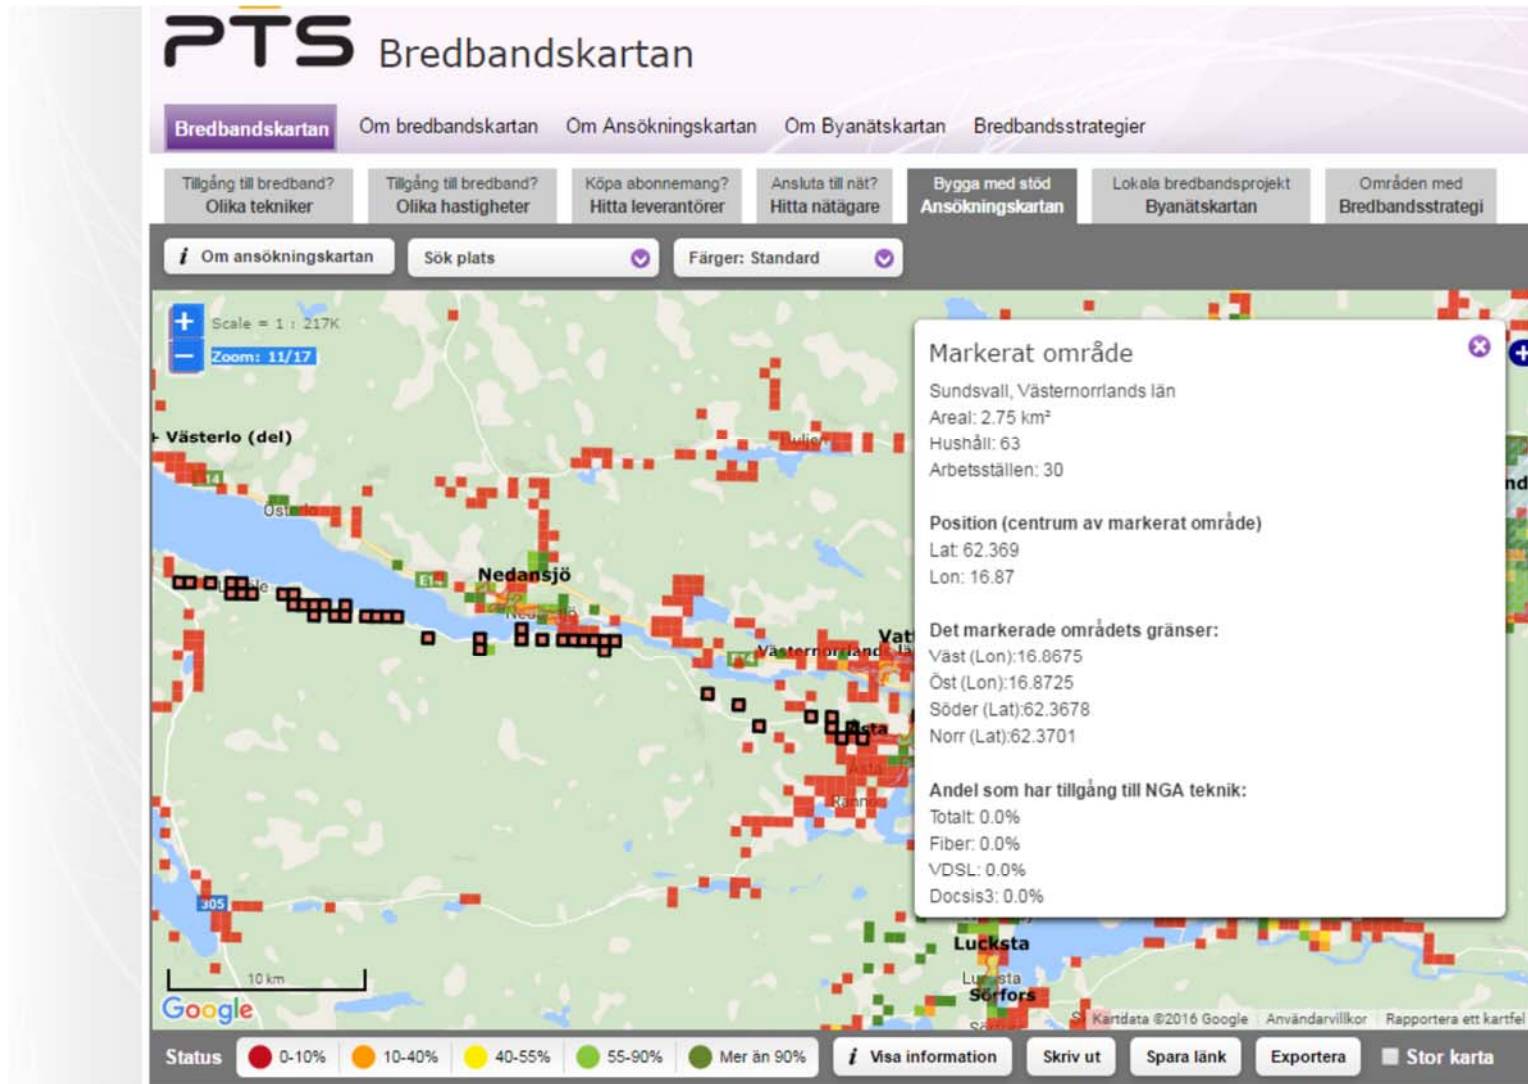 PTS Bredbandskartan
Bredbandskartan Om bredbandskartan Om Ansökningskartan Om Byanätskartan Bredbandsstrategier
Tillgång till bredband? Tillgång till bredband? Köpa abonnemang? Ansluta till nät? Bygga med stöd Lokala bredbandsprojekt Områden med
Olika tekniker Olika hastigheter Hitta leverantörer Hitta nätägare Ansökningskartan Byanätskartan Bredbandsstrategi
i Om ansökningskartan Sök plats Färger: Standard
+ Scale = 1 : 217K
− Zoom: 11/17
Västerlo (del)
E14
E14
Nedansjö
Västernorrlands
E14
Rännö
305
10 km
Google
Lucksta
Sörfors
Markerat område
Sundsvall, Västernorrlands län
Areal: 2.75 km²
Hushåll: 63
Arbetsställen: 30
Position (centrum av markerat område)
Lat: 62.369
Lon: 16.87
Det markerade områdets gränser:
Väst (Lon):16.8675
Öst (Lon):16.8725
Söder (Lat):62.3678
Norr (Lat):62.3701
Andel som har tillgång till NGA teknik:
Totalt: 0.0%
Fiber: 0.0%
VDSL: 0.0%
Docsis3: 0.0%
Kartdata ©2016 Google Användarvillkor Rapportera ett kartfel
Status 0-10% 10-40% 40-55% 55-90% Mer än 90% i Visa information Skriv ut Spara länk Exportera Stor karta